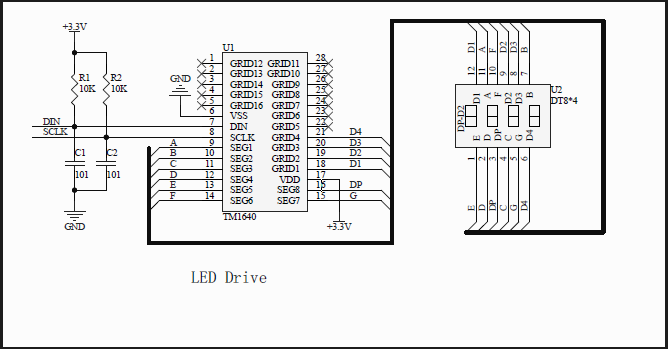 +3.3V
R1
10K
R2
10K
DIN
SCLK
C1
101
C2
101
GND
GND
U1
1 GRID12 GRID11 28
2 GRID13 GRID10 27
3 GRID14 GRID9 26
4 GRID15 GRID8 25
5 GRID16 GRID7 24
6 VSS GRID6 23
7 DIN GRID5 22
8 SCLK GRID4 21 D4
A 9 SEG1 GRID3 20 D3
B 10 SEG2 GRID2 19 D2
C 11 SEG3 GRID1 18 D1
D 12 SEG4 VDD 17
E 13 SEG5 SEG8 16 DP
F 14 SEG6 SEG7 15 G
TM1640
+3.3V
D1 A F D2 D3 B
12 11 10 9 8 7
U2
DT8*4
D1 A F D2 D3 B
DP-D2
E D DP C G D4
1 2 3 4 5 6
E D DP C G D4
LED Drive